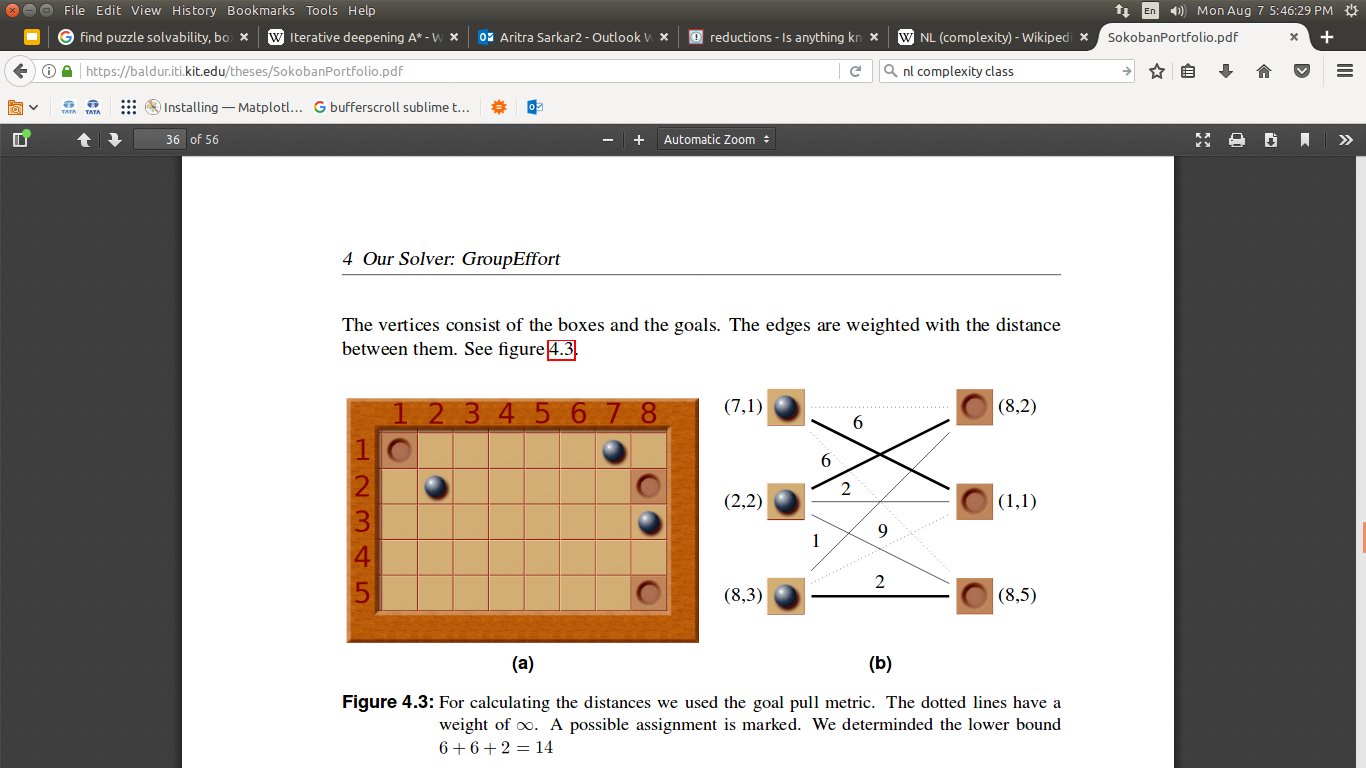 File Edit View History Bookmarks Tools Help
En
Mon Aug 7 5:46:29 PM
find puzzle solvability, bo
Iterative deepening A* - W
Aritra Sarkar2 - Outlook W
reductions - Is anything kn
NL (complexity) - Wikipedi
SokobanPortfolio.pdf
https://baldur.iti.kit.edu/theses/SokobanPortfolio.pdf
nl complexity class
TATA
TATA
Installing — Matplotl...
bufferscroll sublime t...
36 of 56
Automatic Zoom
4 Our Solver: GroupEffort
The vertices consist of the boxes and the goals. The edges are weighted with the distance
between them. See figure 4.3.
1 2 3 4 5 6 7 8
1
2
3
4
5
(a)
(7,1)
(8,2)
6
6
2
(2,2)
(1,1)
9
1
2
(8,3)
(8,5)
(b)
Figure 4.3: For calculating the distances we used the goal pull metric. The dotted lines have a
weight of ∞. A possible assignment is marked. We determinded the lower bound
6 + 6 + 2 = 14